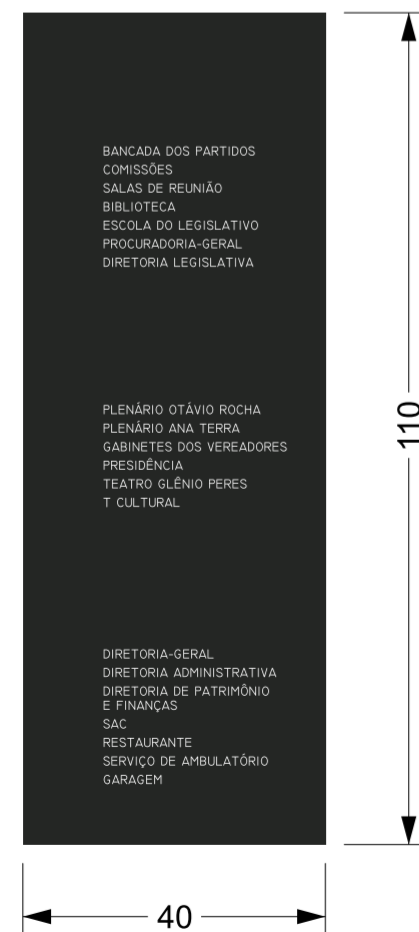 BANCADA DOS PARTIDOS
COMISSÕES
SALAS DE REUNIÃO
BIBLIOTECA
ESCOLA DO LEGISLATIVO
PROCURADORIA-GERAL
DIRETORIA LEGISLATIVA
PLENÁRIO OTÁVIO ROCHA
PLENÁRIO ANA TERRA
GABINETES DOS VEREADORES
PRESIDÊNCIA
TEATRO GLÊNIO PERES
T CULTURAL
DIRETORIA-GERAL
DIRETORIA ADMINISTRATIVA
DIRETORIA DE PATRIMÔNIO
E FINANÇAS
SAC
RESTAURANTE
SERVIÇO DE AMBULATÓRIO
GARAGEM
110
40